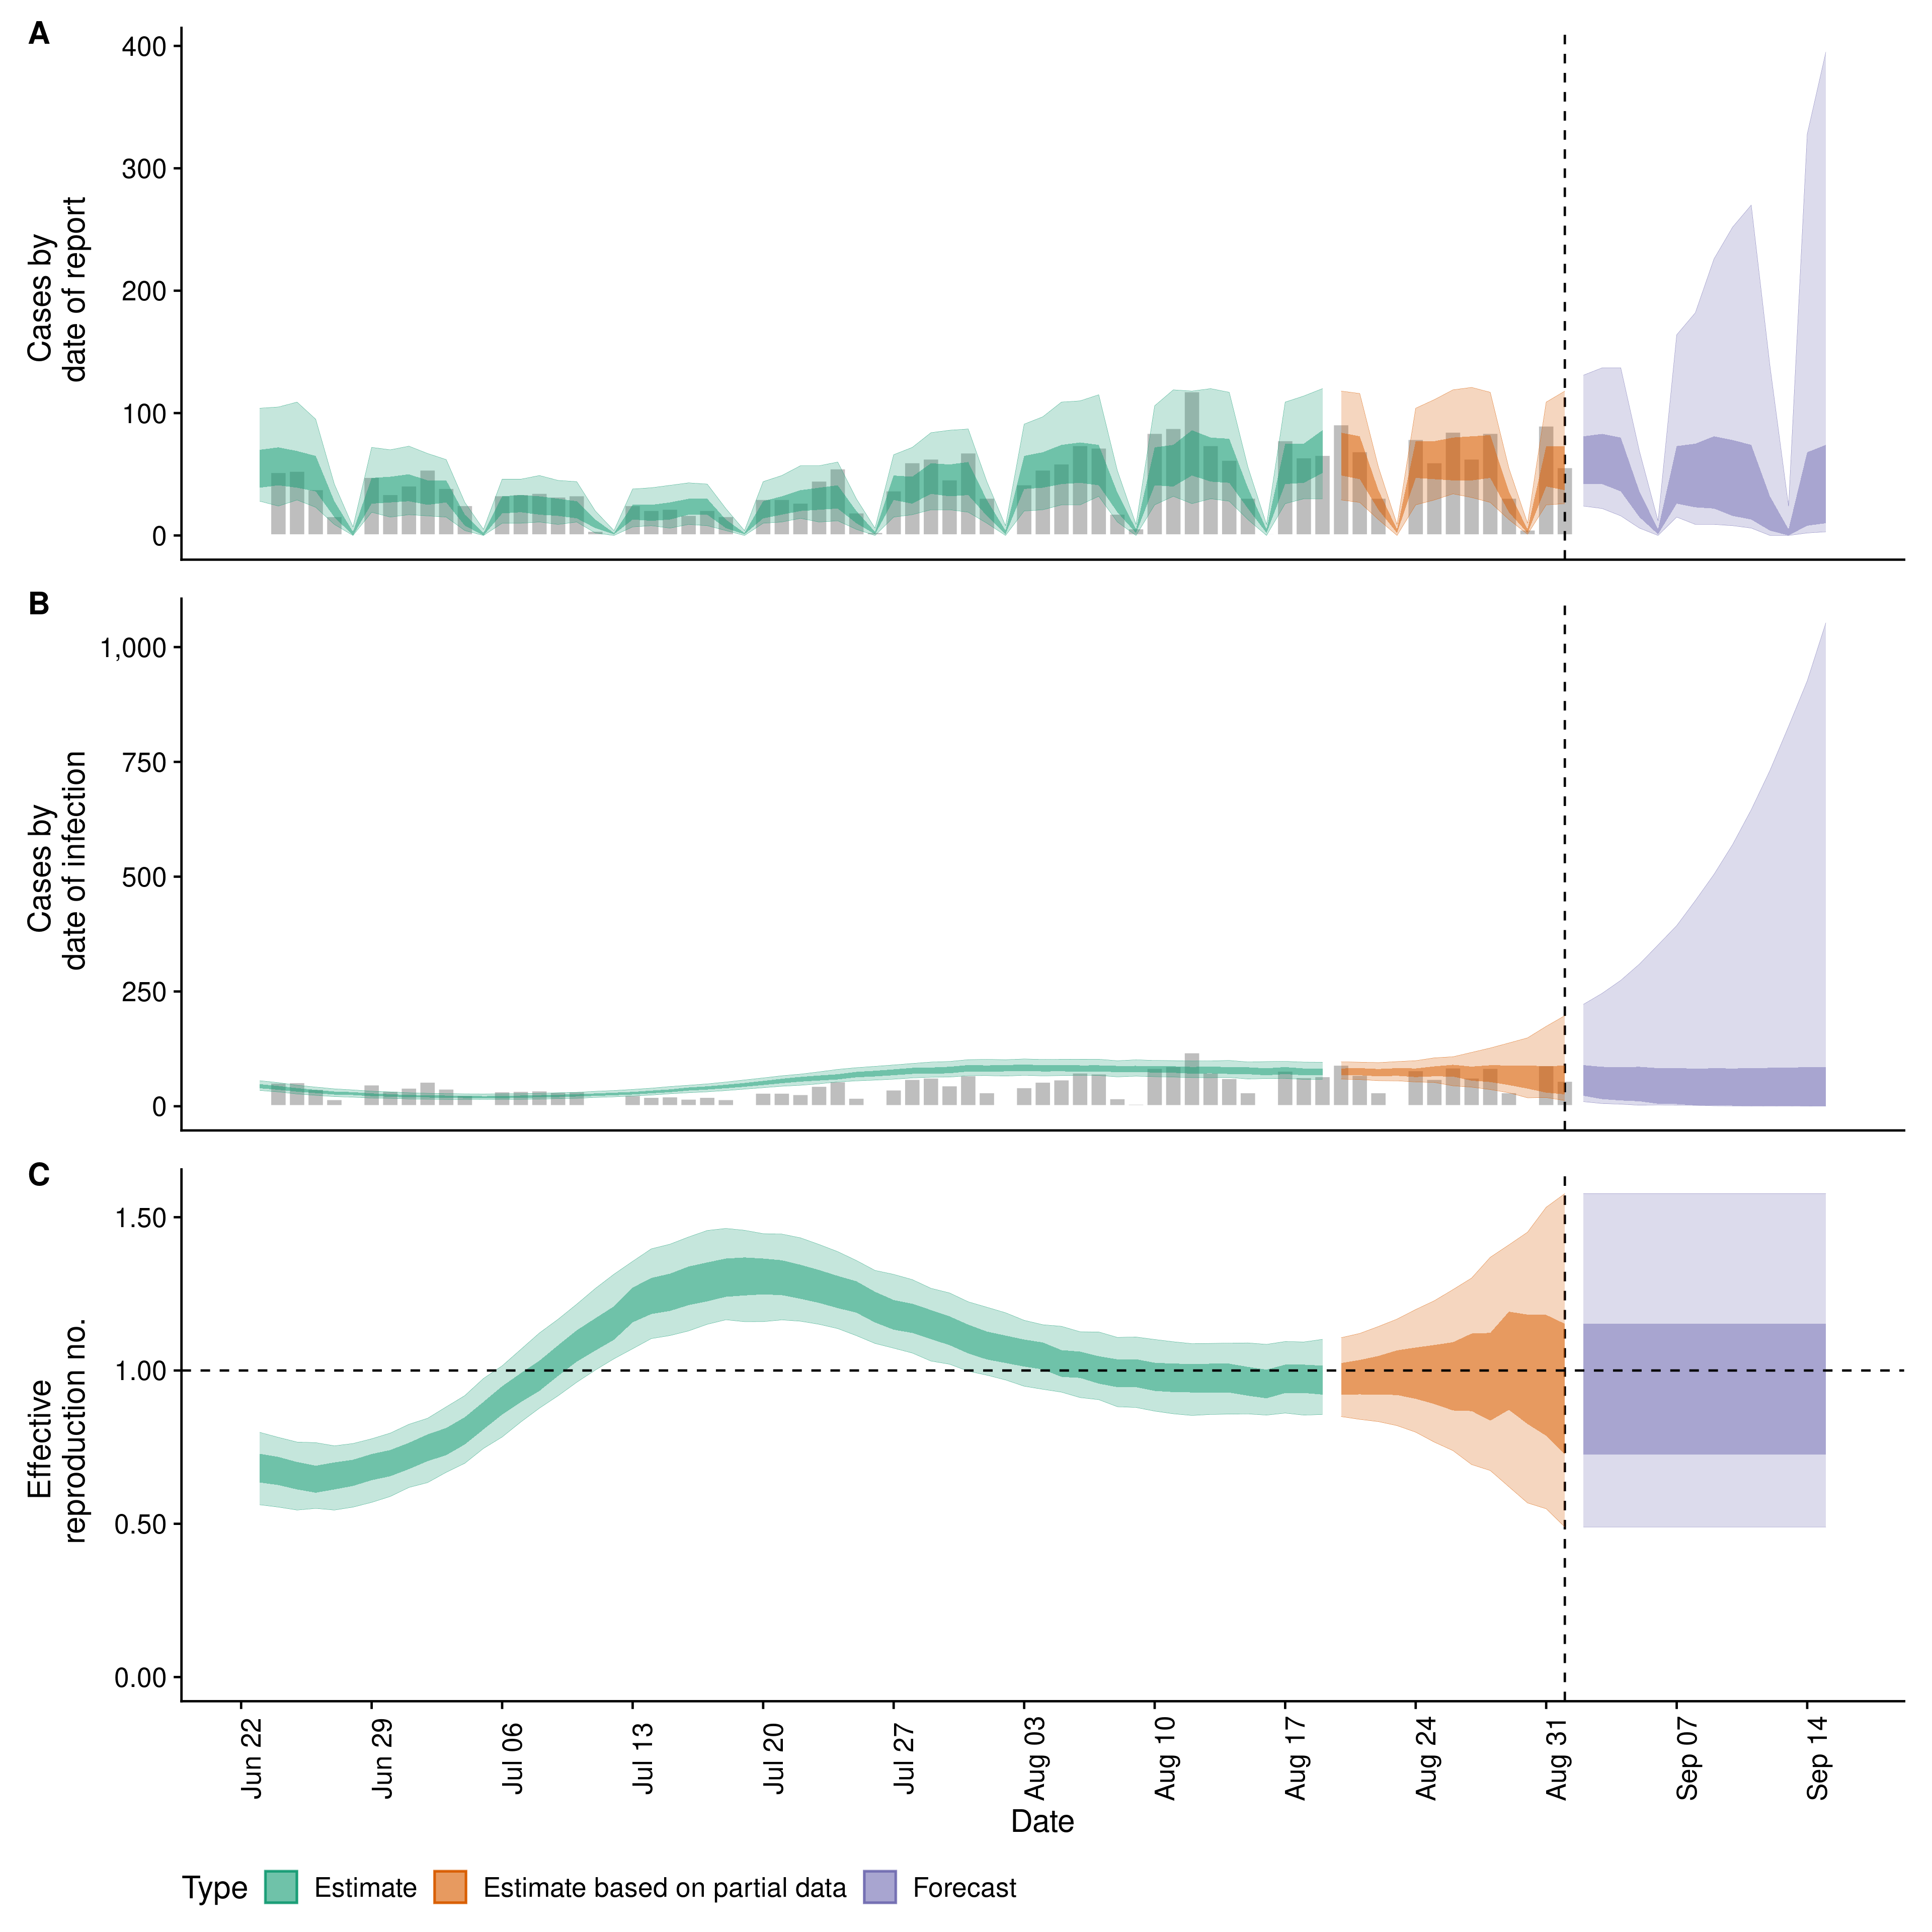 A
400
300
200
100
0
Cases by
date of report
B
1,000
750
500
250
0
Cases by
date of infection
C
1.50
1.00
0.50
0.00
Effective
reproduction no.
Jun 22
Jun 29
Jul 06
Jul 13
Jul 20
Jul 27
Aug 03
Aug 10
Aug 17
Aug 24
Aug 31
Sep 07
Sep 14
Date
Type
Estimate
Estimate based on partial data
Forecast